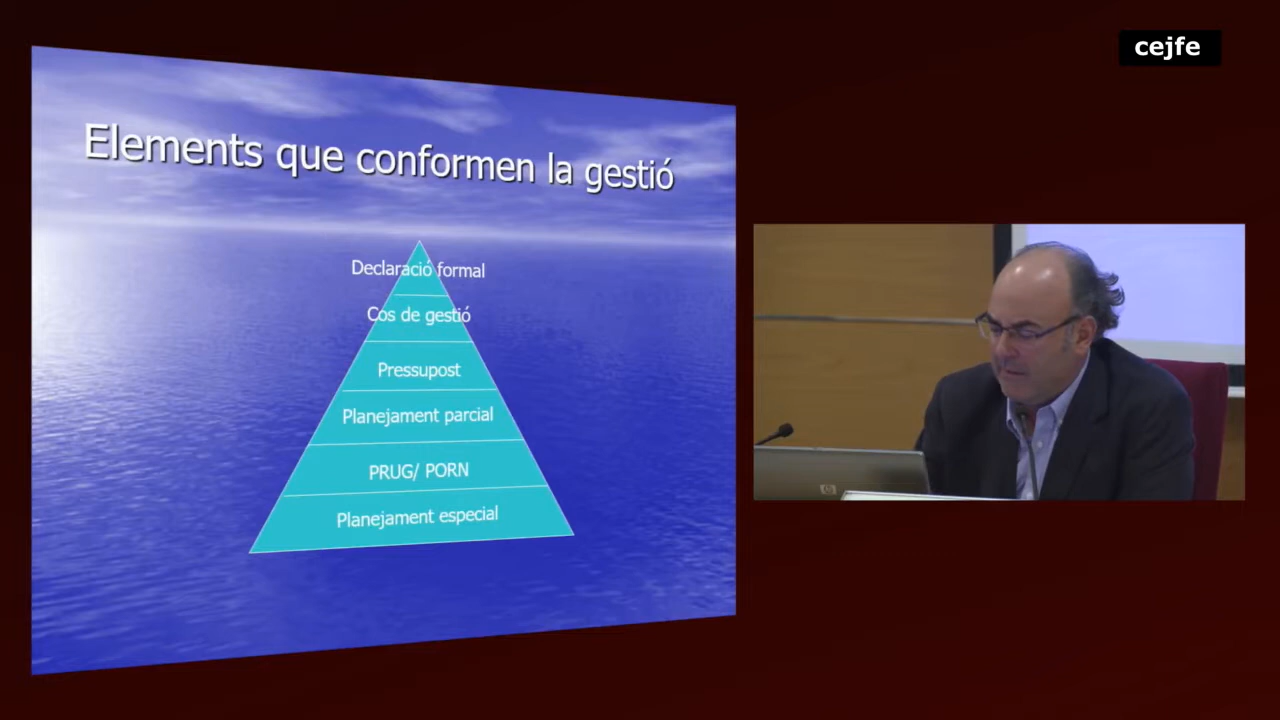 cejfe
Elements que conformen la gestió
Declaració formal
Cos de gestió
Pressupost
Planejament parcial
PRUG/ PORN
Planejament especial